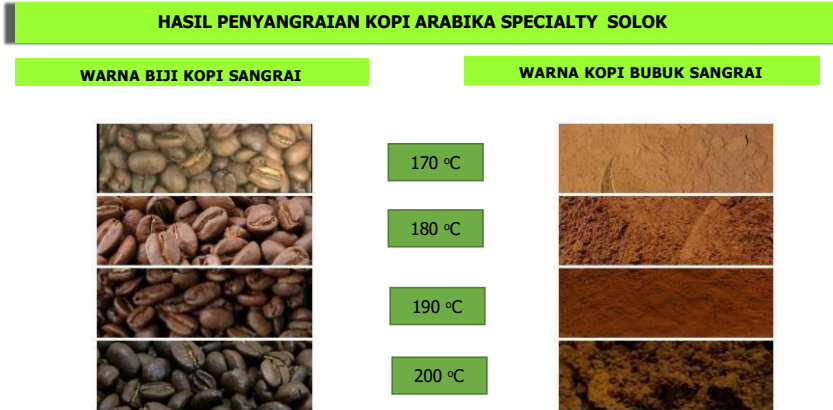 HASIL PENYANGRAIAN KOPI ARABIKA SPECIALTY  SOLOK
WARNA BIJI KOPI SANGRAI
WARNA KOPI BUBUK SANGRAI
170 °C
180 °C
190 °C
200 °C